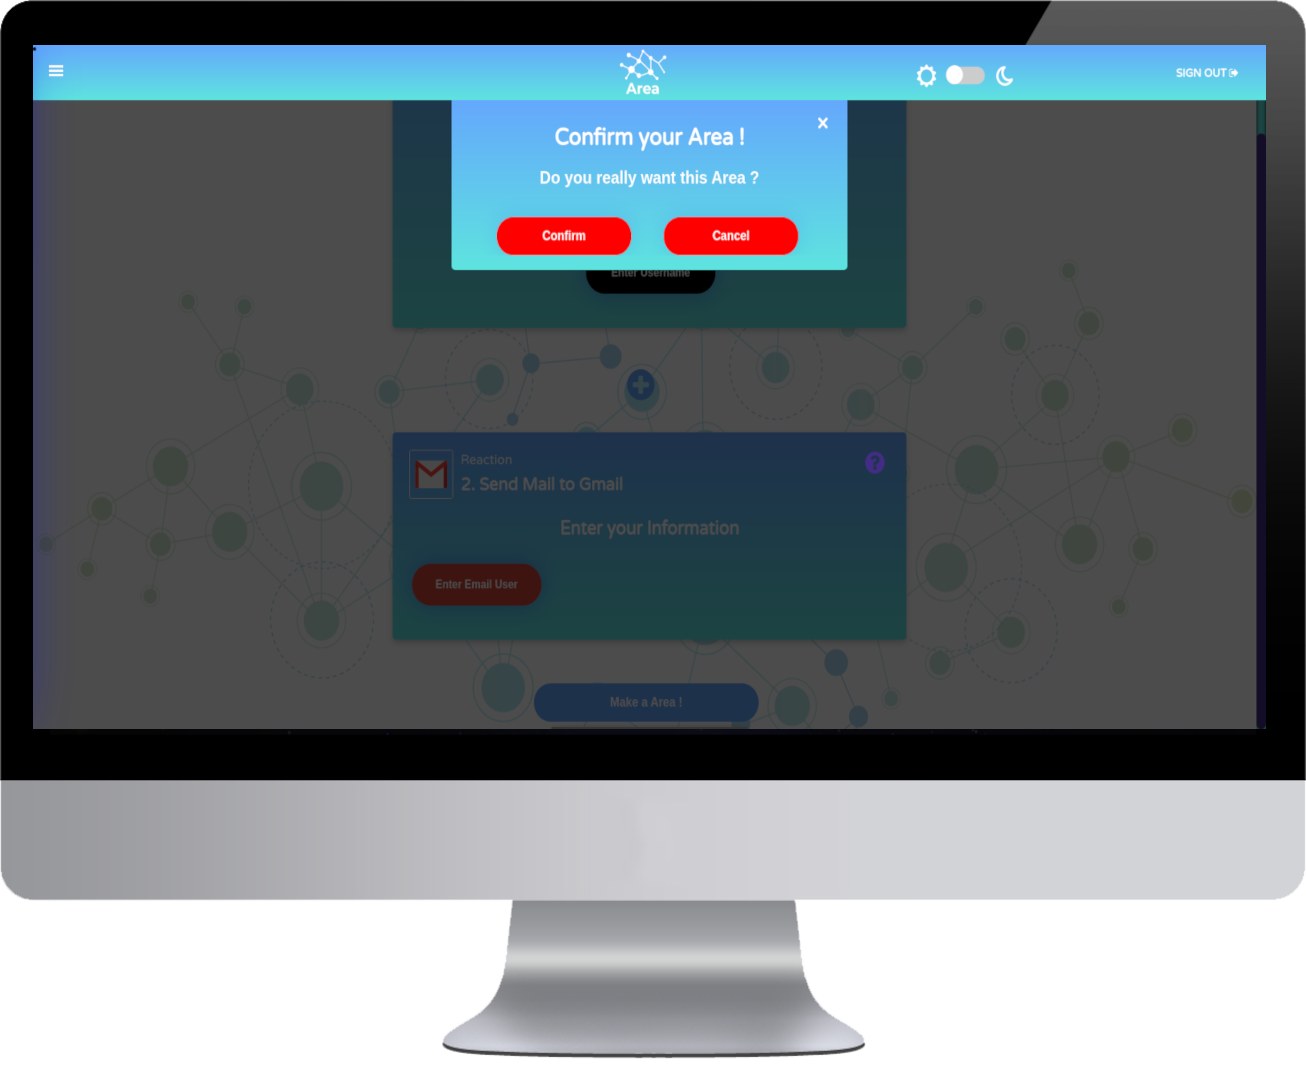 Area
SIGN OUT
x
Confirm your Area !
Do you really want this Area ?
Confirm
Cancel
Enter Username
Reaction
?
2. Send Mail to Gmail
Enter your Information
Enter Email User
Make a Area !